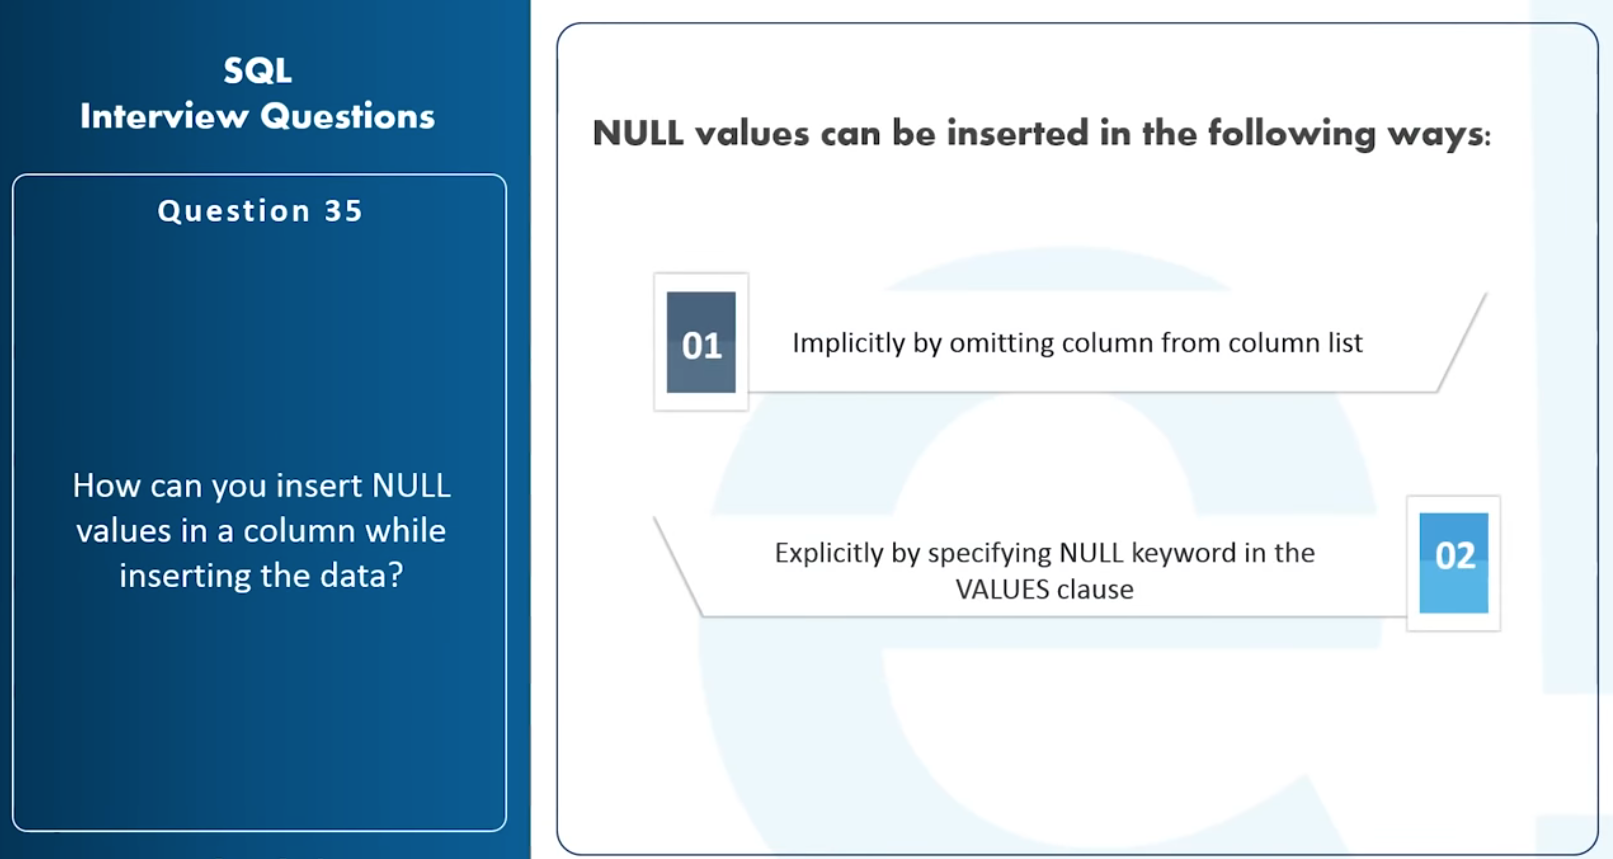 SQL
Interview Questions
Question 35
How can you insert NULL
values in a column while
inserting the data?
NULL values can be inserted in the following ways:
01
Implicitly by omitting column from column list
Explicitly by specifying NULL keyword in the
VALUES clause
02